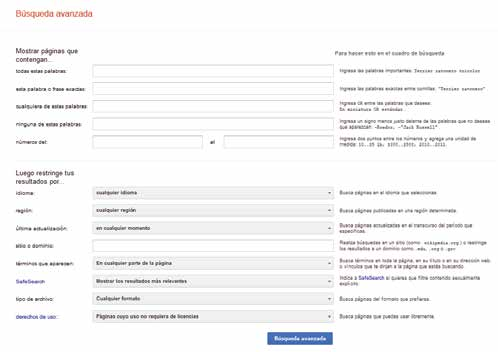 Búsqueda avanzada
Mostrar páginas que
contengan...
Para hacer esto en el cuadro de búsqueda
todas estas palabras:
Ingresa las palabras importantes: Terrier ratonero tricolor
esta palabra o frase exactas:
Ingresa las palabras exactas entre comillas: "Terrier ratonero"
cualquiera de estas palabras:
Ingresa OR entre las palabras que desees:
En miniatura OR estándar
ninguna de estas palabras:
Ingresa un signo menos justo delante de las palabras que no deseas
que aparezcan: -Roedor, -"Jack Russell"
números del:
al
Ingresa dos puntos entre los números y agrega una unidad de
medida: 10..35 lb, $300..$500, 2010..2011
Luego restringe tus
resultados por...
idioma:
cualquier idioma
Busca páginas en el idioma que selecciones.
región:
cualquier región
Busca páginas publicadas en una región determinada.
última actualización:
en cualquier momento
Busca páginas actualizadas en el transcurso del período que
especifiques.
sitio o dominio:
Realiza búsquedas en un sitio (como wikipedia.org) o restringe
los resultados a un dominio como .edu, .org o .gov
términos que aparecen:
En cualquier parte de la página
Busca términos en toda la página, en su título o en su dirección web
o vínculos que te dirijan a la página que estás buscando.
SafeSearch
Mostrar los resultados más relevantes
Indica a SafeSearch si quieres que filtre contenido sexualmente
explícito.
tipo de archivo:
Cualquier formato
Busca páginas del formato que prefieras.
derechos de uso:
Páginas cuyo uso no requiera de licencias
Busca páginas que puedas usar libremente.
Búsqueda avanzada